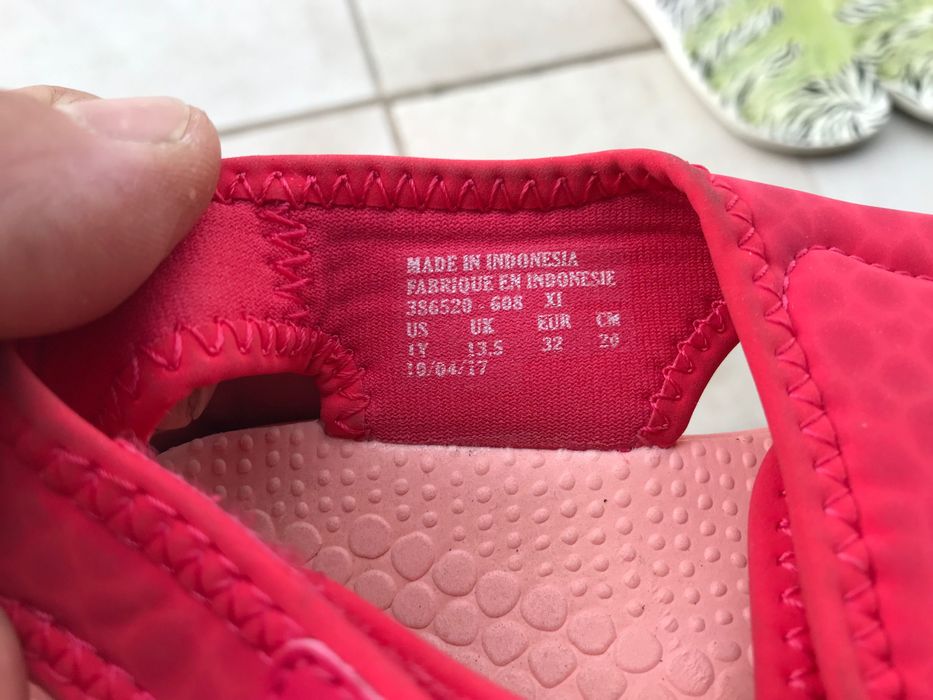 MADE IN INDONESIA
FABRIQUE EN INDONESIE
386520 - 608 XI
US UK EUR CM
1Y 13.5 32 20
19/04/17